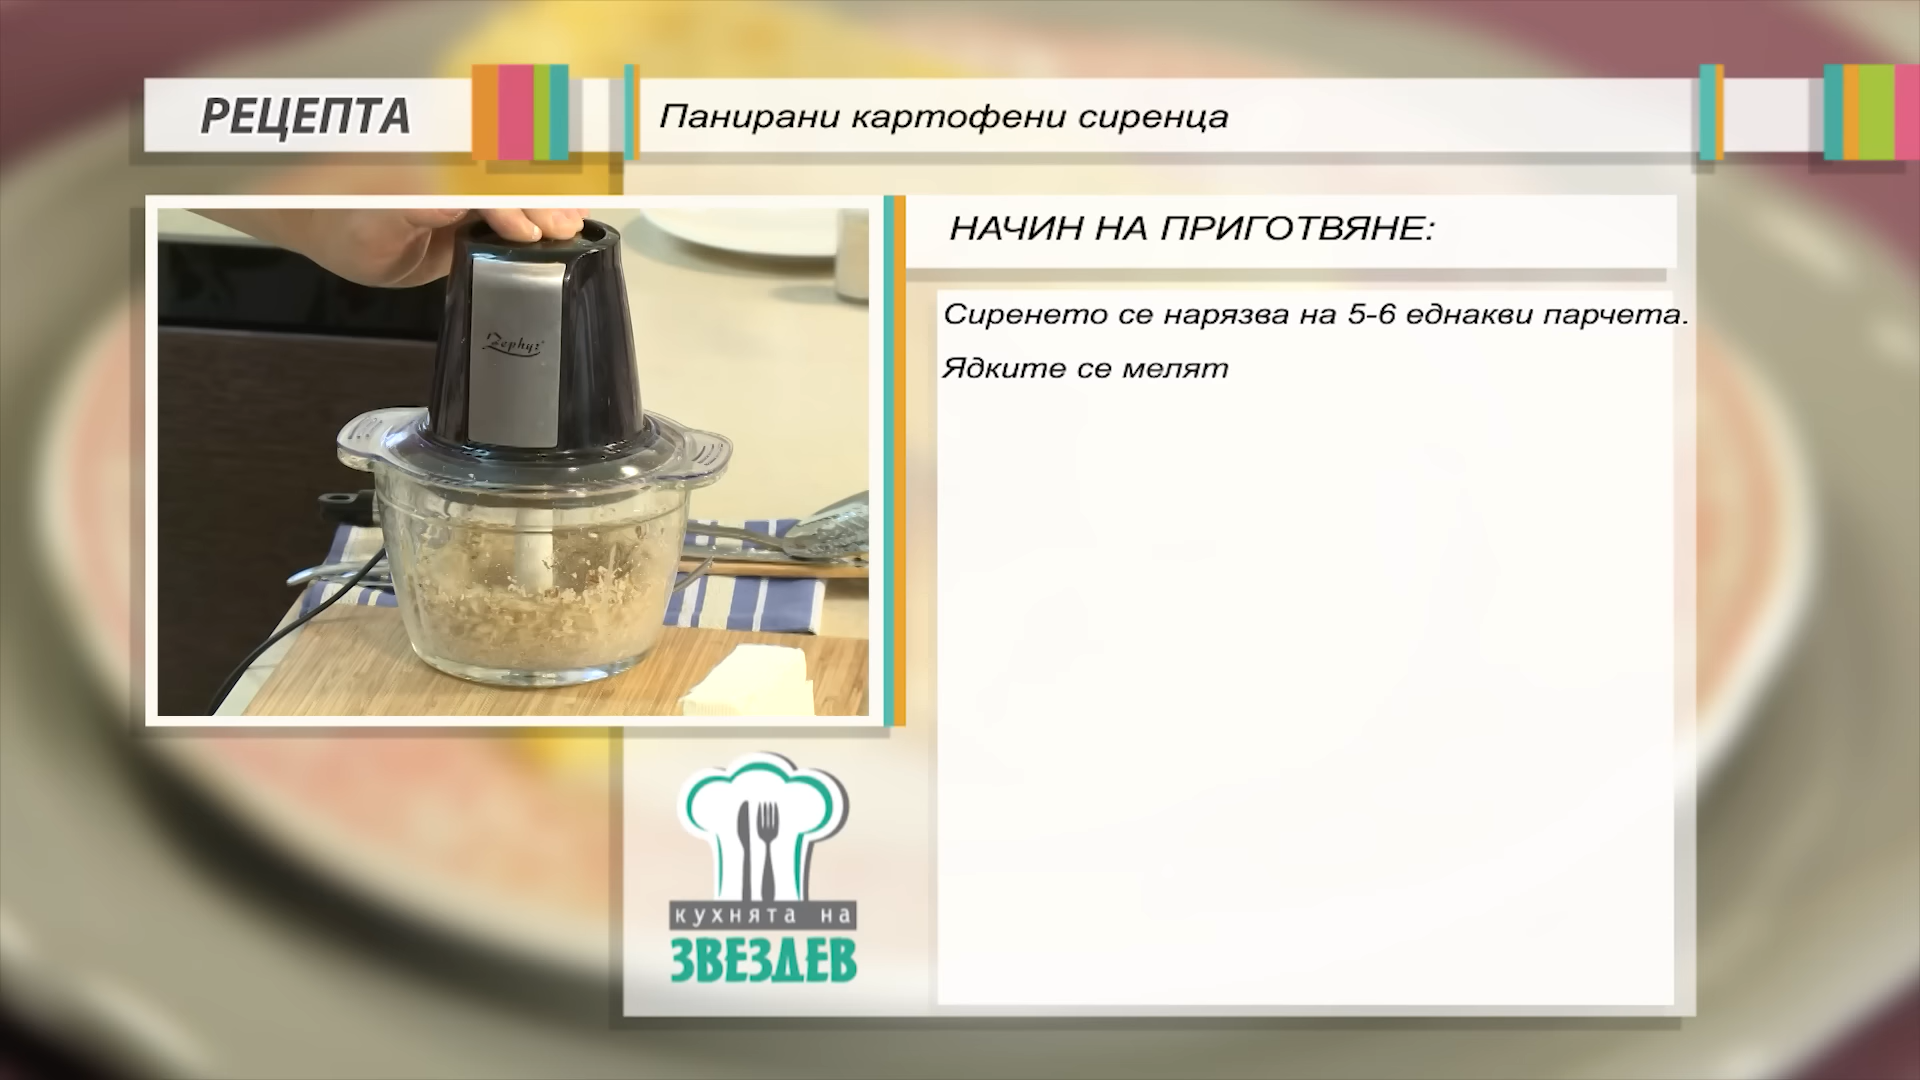 РЕЦЕПТА
Панирани картофени сиренца
НАЧИН НА ПРИГОТВЯНЕ:
Сиренето се нарязва на 5-6 еднакви парчета.
Ядките се мелят
Zephyr
кухнята на
ЗВЕЗДЕВ